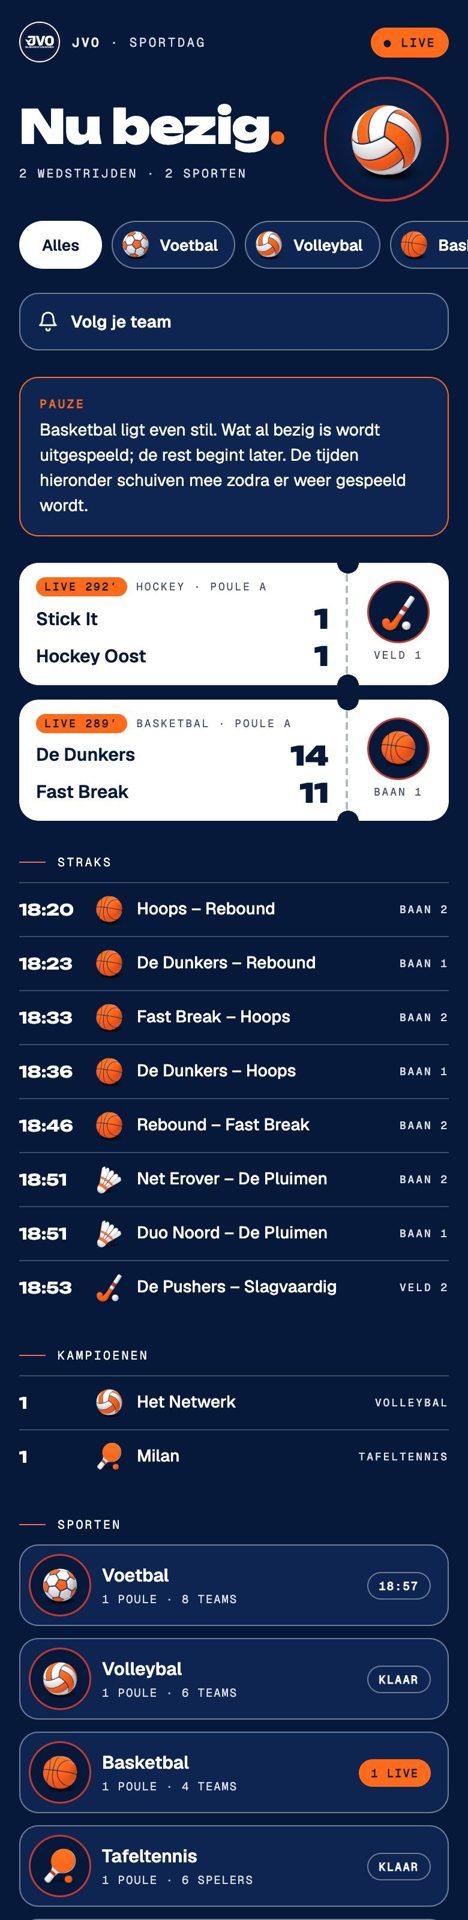 JVO
JVO · SPORTDAG
● LIVE
Nu bezig.
2 WEDSTRIJDEN · 2 SPORTEN
Alles
Voetbal
Volleybal
Bas
Volg je team
PAUZE
Basketbal ligt even stil. Wat al bezig is wordt
uitgespeeld; de rest begint later. De tijden
hieronder schuiven mee zodra er weer gespeeld
wordt.
LIVE 292' HOCKEY · POULE A
Stick It 1
Hockey Oost 1
VELD 1
LIVE 289' BASKETBAL · POULE A
De Dunkers 14
Fast Break 11
BAAN 1
STRAKS
18:20 Hoops – Rebound BAAN 2
18:23 De Dunkers – Rebound BAAN 1
18:33 Fast Break – Hoops BAAN 2
18:36 De Dunkers – Hoops BAAN 1
18:46 Rebound – Fast Break BAAN 2
18:51 Net Erover – De Pluimen BAAN 2
18:51 Duo Noord – De Pluimen BAAN 1
18:53 De Pushers – Slagvaardig VELD 2
KAMPIOENEN
1 Het Netwerk VOLLEYBAL
1 Milan TAFELTENNIS
SPORTEN
Voetbal
1 POULE · 8 TEAMS
18:57
Volleybal
1 POULE · 6 TEAMS
KLAAR
Basketbal
1 POULE · 4 TEAMS
1 LIVE
Tafeltennis
1 POULE · 6 SPELERS
KLAAR